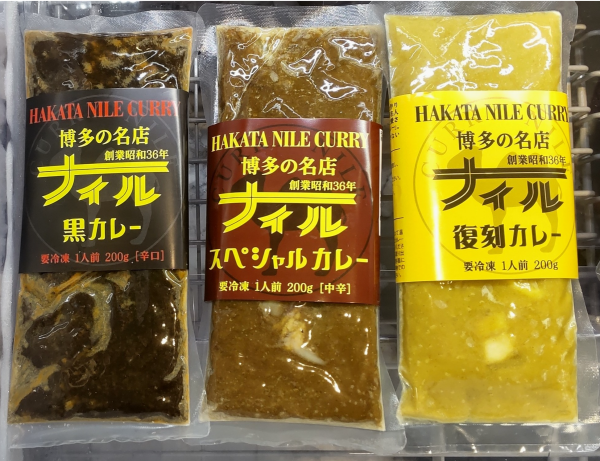 HAKATA NILE CURRY
博多の名店
創業昭和36年
ナイル
黒カレー
要冷凍 1人前 200g [辛口]
HAKATA NILE CURRY
博多の名店
創業昭和36年
ナイル
スペシャルカレー
要冷凍 1人前 200g [中辛]
HAKATA NILE CURRY
博多の名店
創業昭和36年
ナイル
復刻カレー
要冷凍 1人前 200g